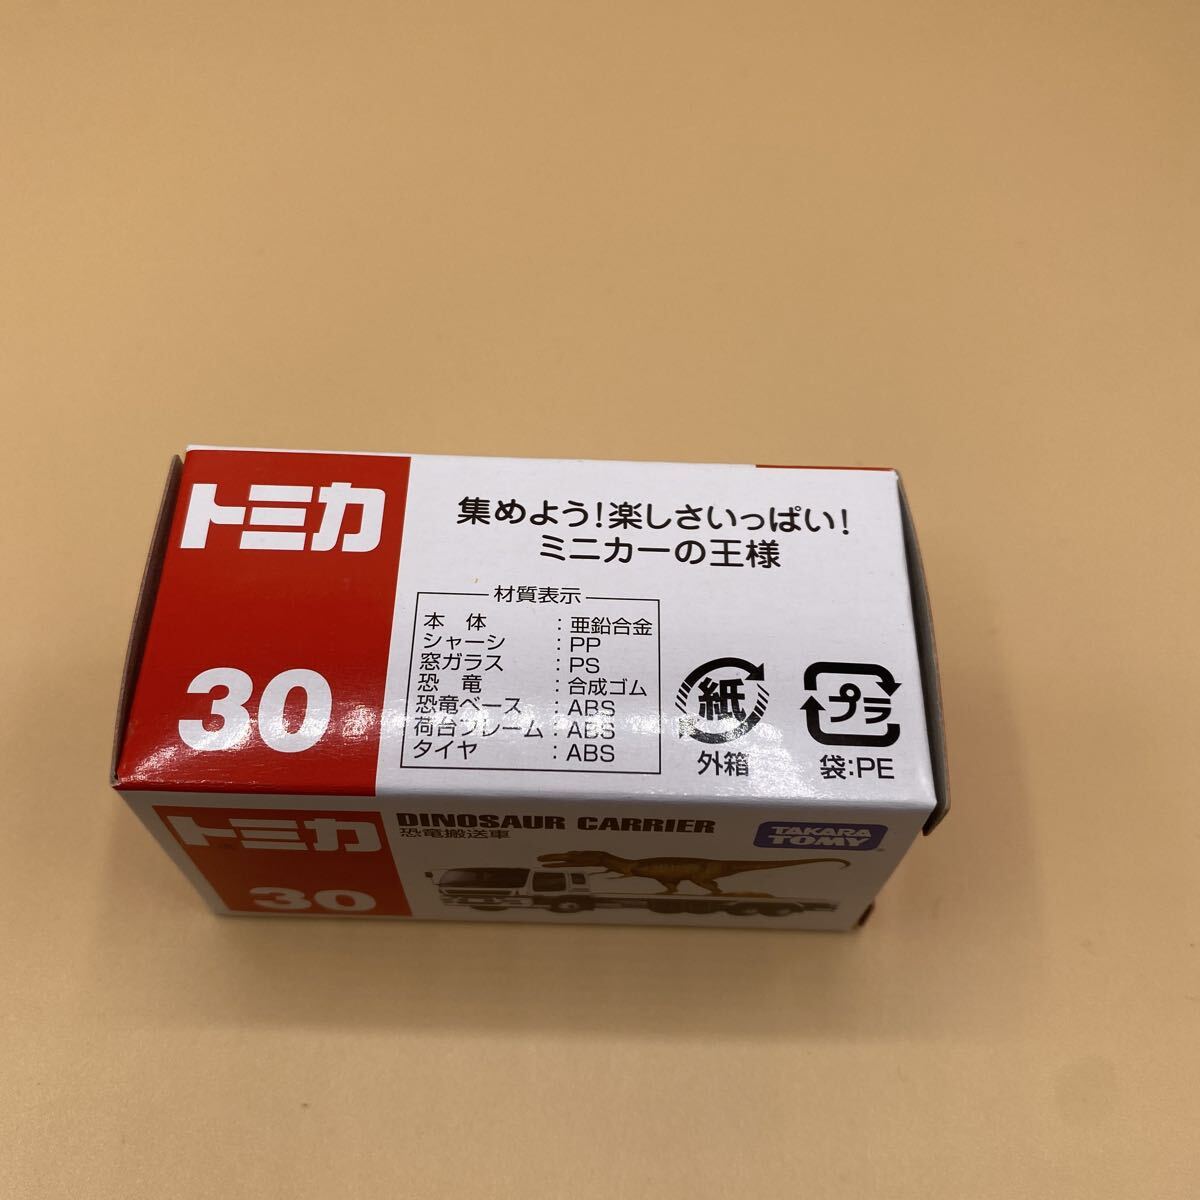 トミカ
30
集めよう!楽しさいっぱい!
ミニカーの王様
材質表示
本 体 : 亜鉛合金
シャーシ : PP
窓ガラス : PS
恐 竜 : 合成ゴム
恐竜ベース : ABS
荷台フレーム : ABS
タイヤ : ABS
紙
外箱
プラ
袋:PE
トミカ
30
DINOSAUR CARRIER
恐竜搬送車
TAKARA
TOMY